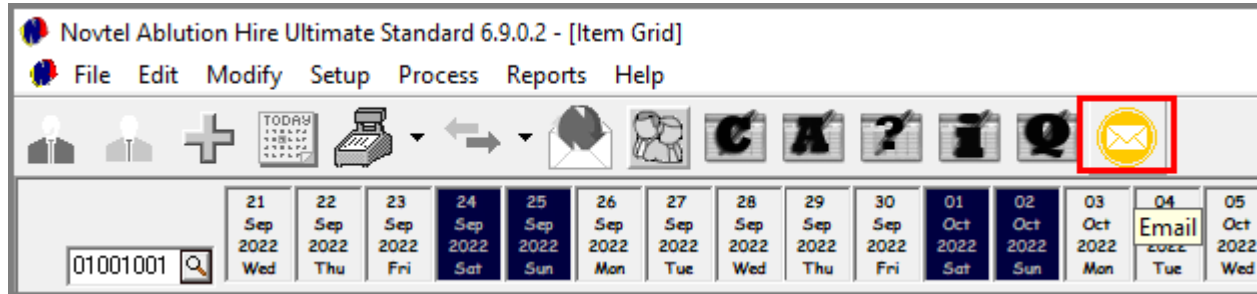 Novtel Ablution Hire Ultimate Standard 6.9.0.2 - [Item Grid]
File Edit Modify Setup Process Reports Help
TODAY
C A ? i Q
21 22 23 24 25 26 27 28 29 30 01 02 03 04 05
Sep Sep Sep Sep Sep Sep Sep Sep Sep Sep Oct Oct Oct Email Oct
2022 2022 2022 2022 2022 2022 2022 2022 2022 2022 2022 2022 2022 2022 2022
01001001 Wed Thu Fri Sat Sun Mon Tue Wed Thu Fri Sat Sun Mon Tue Wed